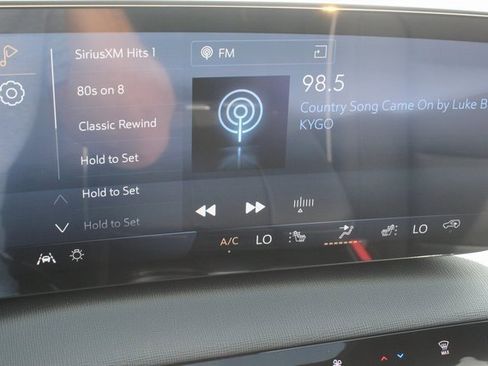 SiriusXM Hits 1
80s on 8
Classic Rewind
Hold to Set
Hold to Set
Hold to Set
FM
98.5
Country Song Came On by Luke B
KYGO
A/C
LO
LO
MAX